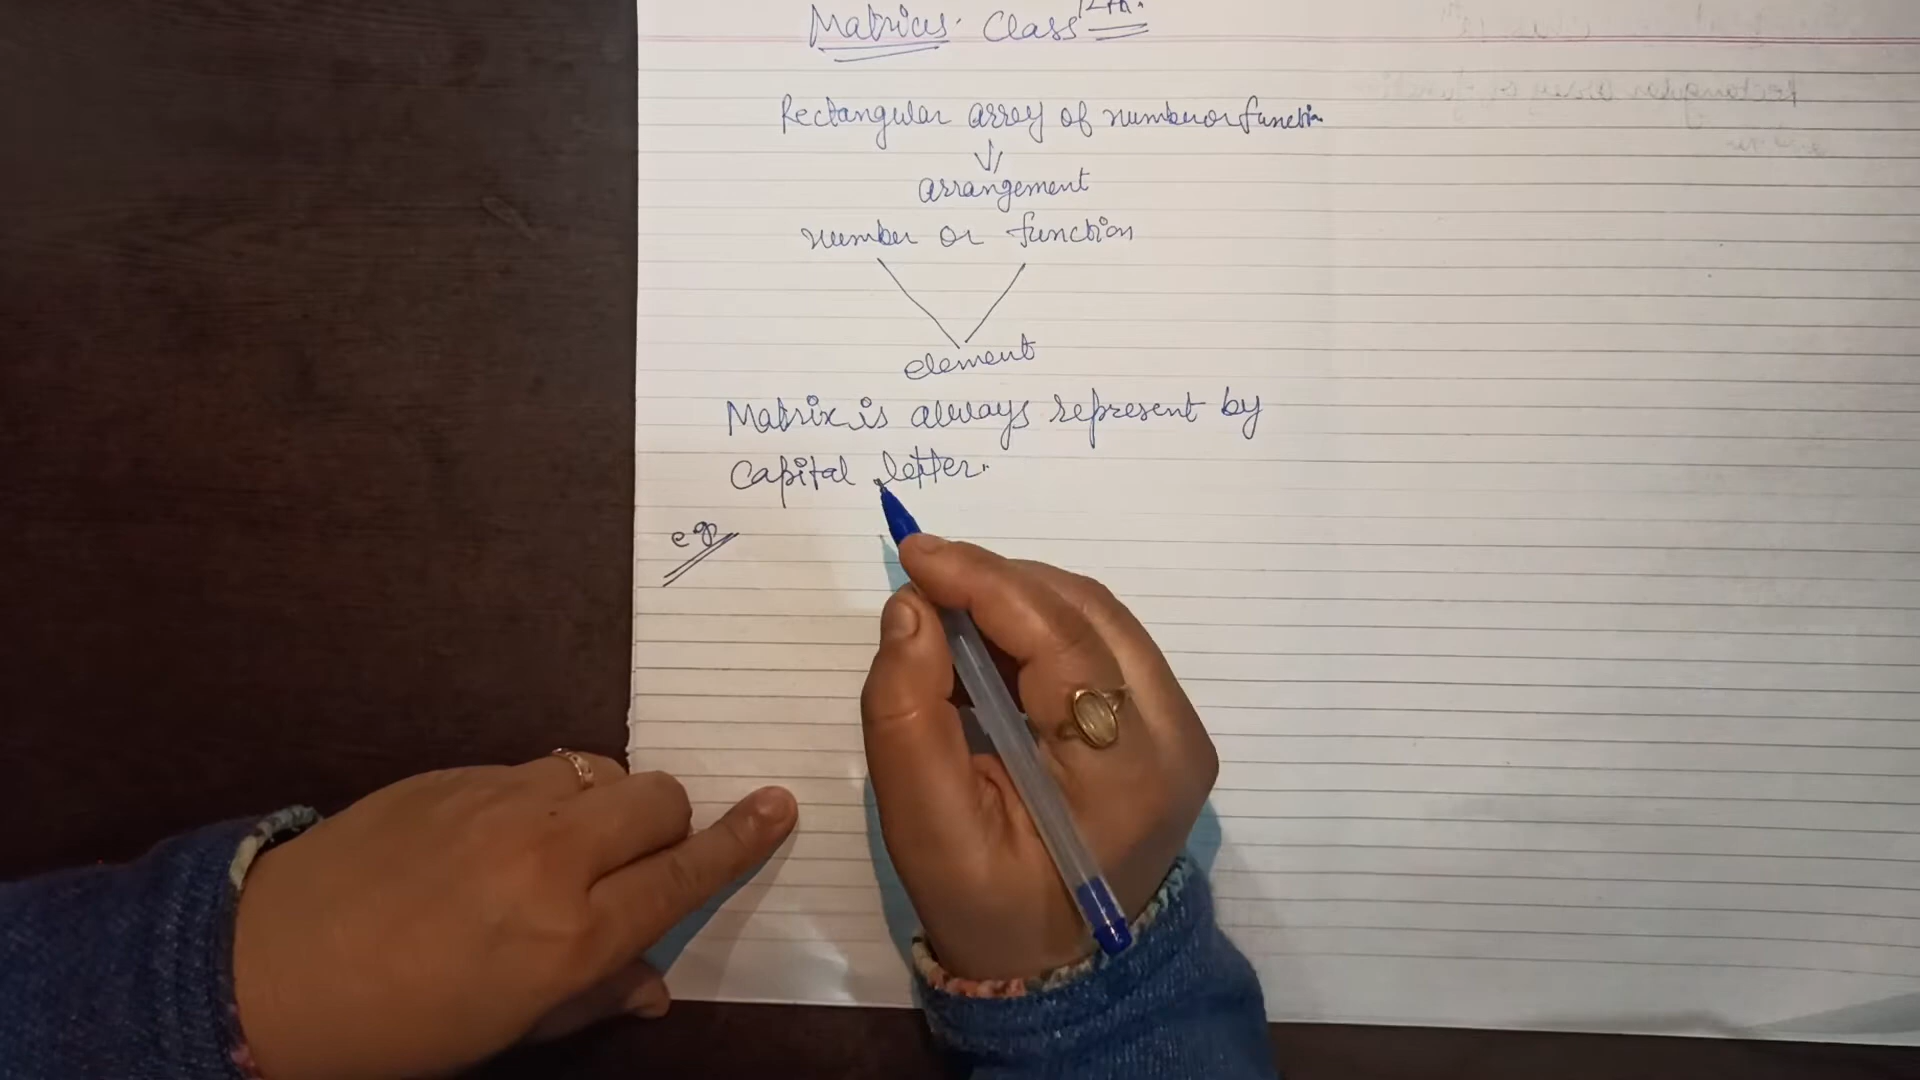 Matrices. Class 12th.
Rectangular array of number or function
arrangement
number or function
element
Matrix is always represent by
Capital letter.
eg